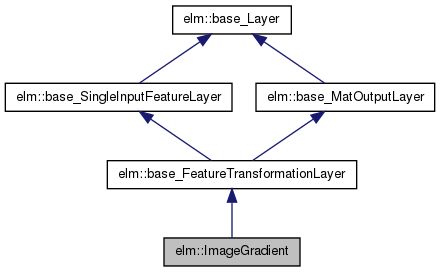 elm::base_Layer
elm::base_SingleInputFeatureLayer
elm::base_MatOutputLayer
elm::base_FeatureTransformationLayer
elm::ImageGradient